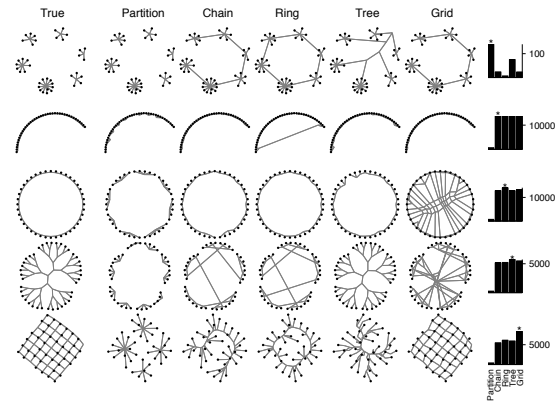 True Partition Chain Ring Tree Grid
*
100
*
10000
*
10000
*
5000
*
5000
Partition
Chain
Ring
Tree
Grid